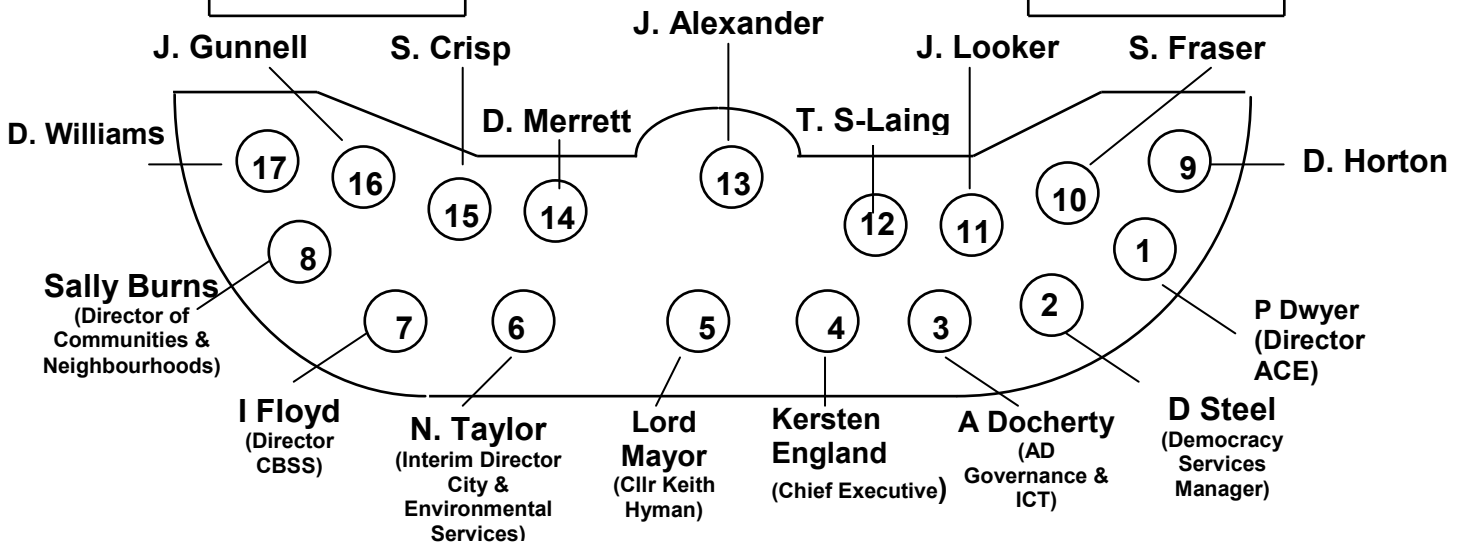 J. Alexander
J. Gunnell
S. Crisp
J. Looker
S. Fraser
D. Williams
D. Merrett
T. S-Laing
D. Horton
17
16
15
14
13
12
11
10
9
8
7
6
5
4
3
2
1
Sally Burns
(Director of
Communities &
Neighbourhoods)
I Floyd
(Director
CBSS)
N. Taylor
(Interim Director
City &
Environmental
Services)
Lord
Mayor
(Cllr Keith
Hyman)
Kersten
England
(Chief Executive)
A Docherty
(AD
Governance &
ICT)
D Steel
(Democracy
Services
Manager)
P Dwyer
(Director
ACE)